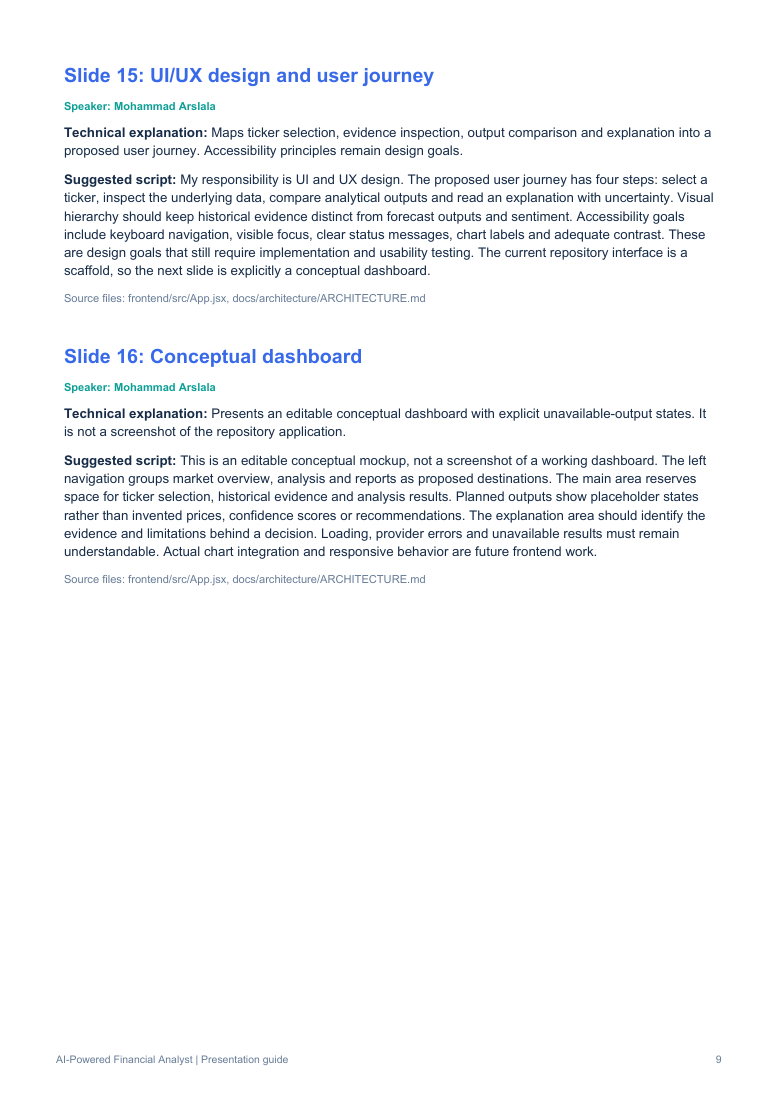 Slide 15: UI/UX design and user journey
Speaker: Mohammad Arslala
Technical explanation: Maps ticker selection, evidence inspection, output comparison and explanation into a
proposed user journey. Accessibility principles remain design goals.
Suggested script: My responsibility is UI and UX design. The proposed user journey has four steps: select a
ticker, inspect the underlying data, compare analytical outputs and read an explanation with uncertainty. Visual
hierarchy should keep historical evidence distinct from forecast outputs and sentiment. Accessibility goals
include keyboard navigation, visible focus, clear status messages, chart labels and adequate contrast. These
are design goals that still require implementation and usability testing. The current repository interface is a
scaffold, so the next slide is explicitly a conceptual dashboard.
Source files: frontend/src/App.jsx, docs/architecture/ARCHITECTURE.md
Slide 16: Conceptual dashboard
Speaker: Mohammad Arslala
Technical explanation: Presents an editable conceptual dashboard with explicit unavailable-output states. It
is not a screenshot of the repository application.
Suggested script: This is an editable conceptual mockup, not a screenshot of a working dashboard. The left
navigation groups market overview, analysis and reports as proposed destinations. The main area reserves
space for ticker selection, historical evidence and analysis results. Planned outputs show placeholder states
rather than invented prices, confidence scores or recommendations. The explanation area should identify the
evidence and limitations behind a decision. Loading, provider errors and unavailable results must remain
understandable. Actual chart integration and responsive behavior are future frontend work.
Source files: frontend/src/App.jsx, docs/architecture/ARCHITECTURE.md
AI-Powered Financial Analyst | Presentation guide 9